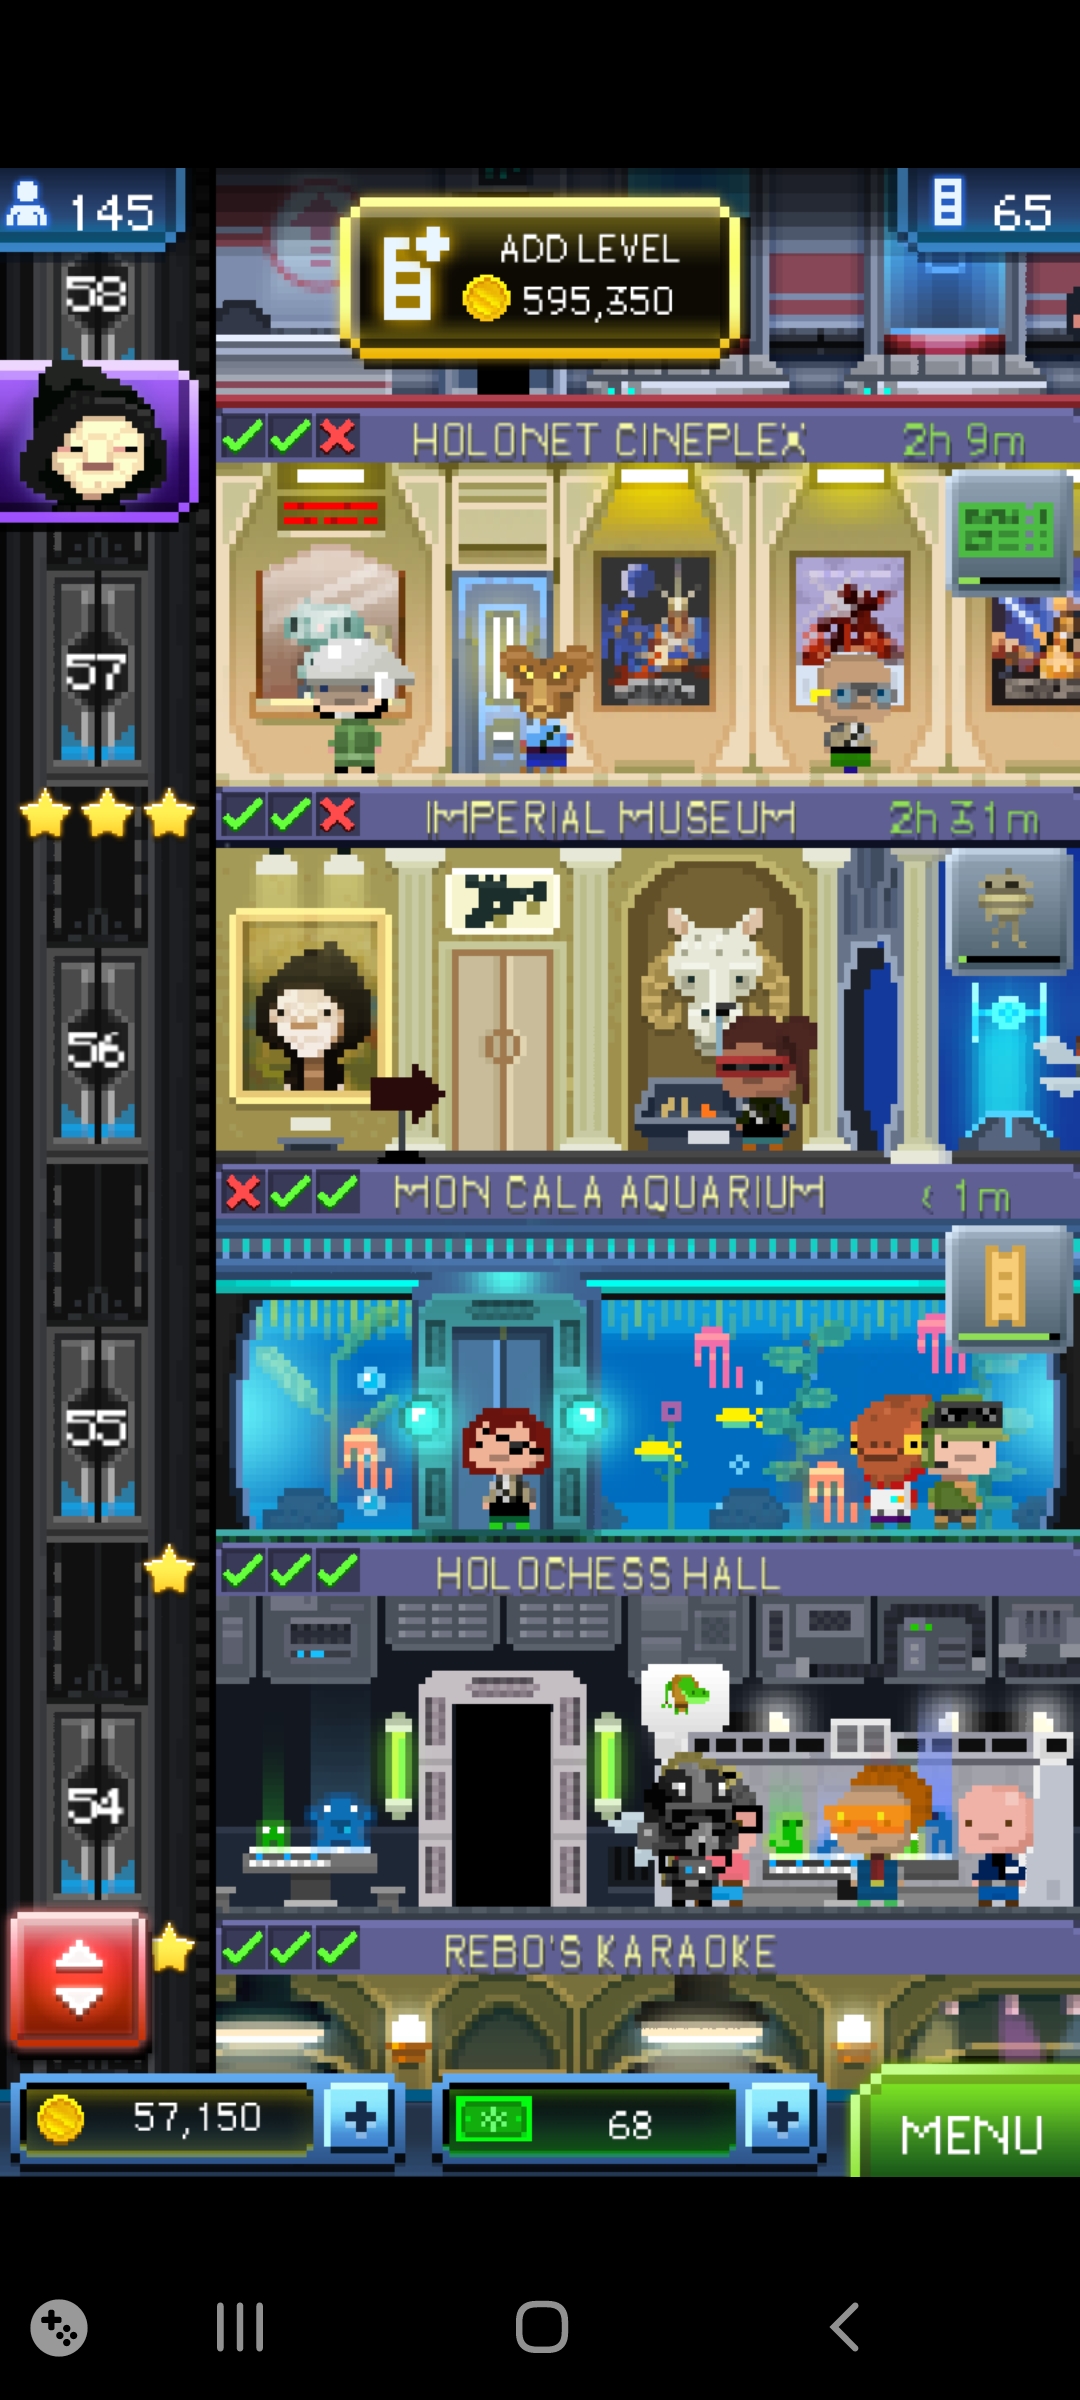 145
65
ADD LEVEL
595,350
58
HOLONET CINEPLEX 2h 9m
57
IMPERIAL MUSEUM 2h 31m
56
MON CALA AQUARIUM < 1m
55
HOLOCHESS HALL
54
REBO'S KARAOKE
57,150
68
MENU